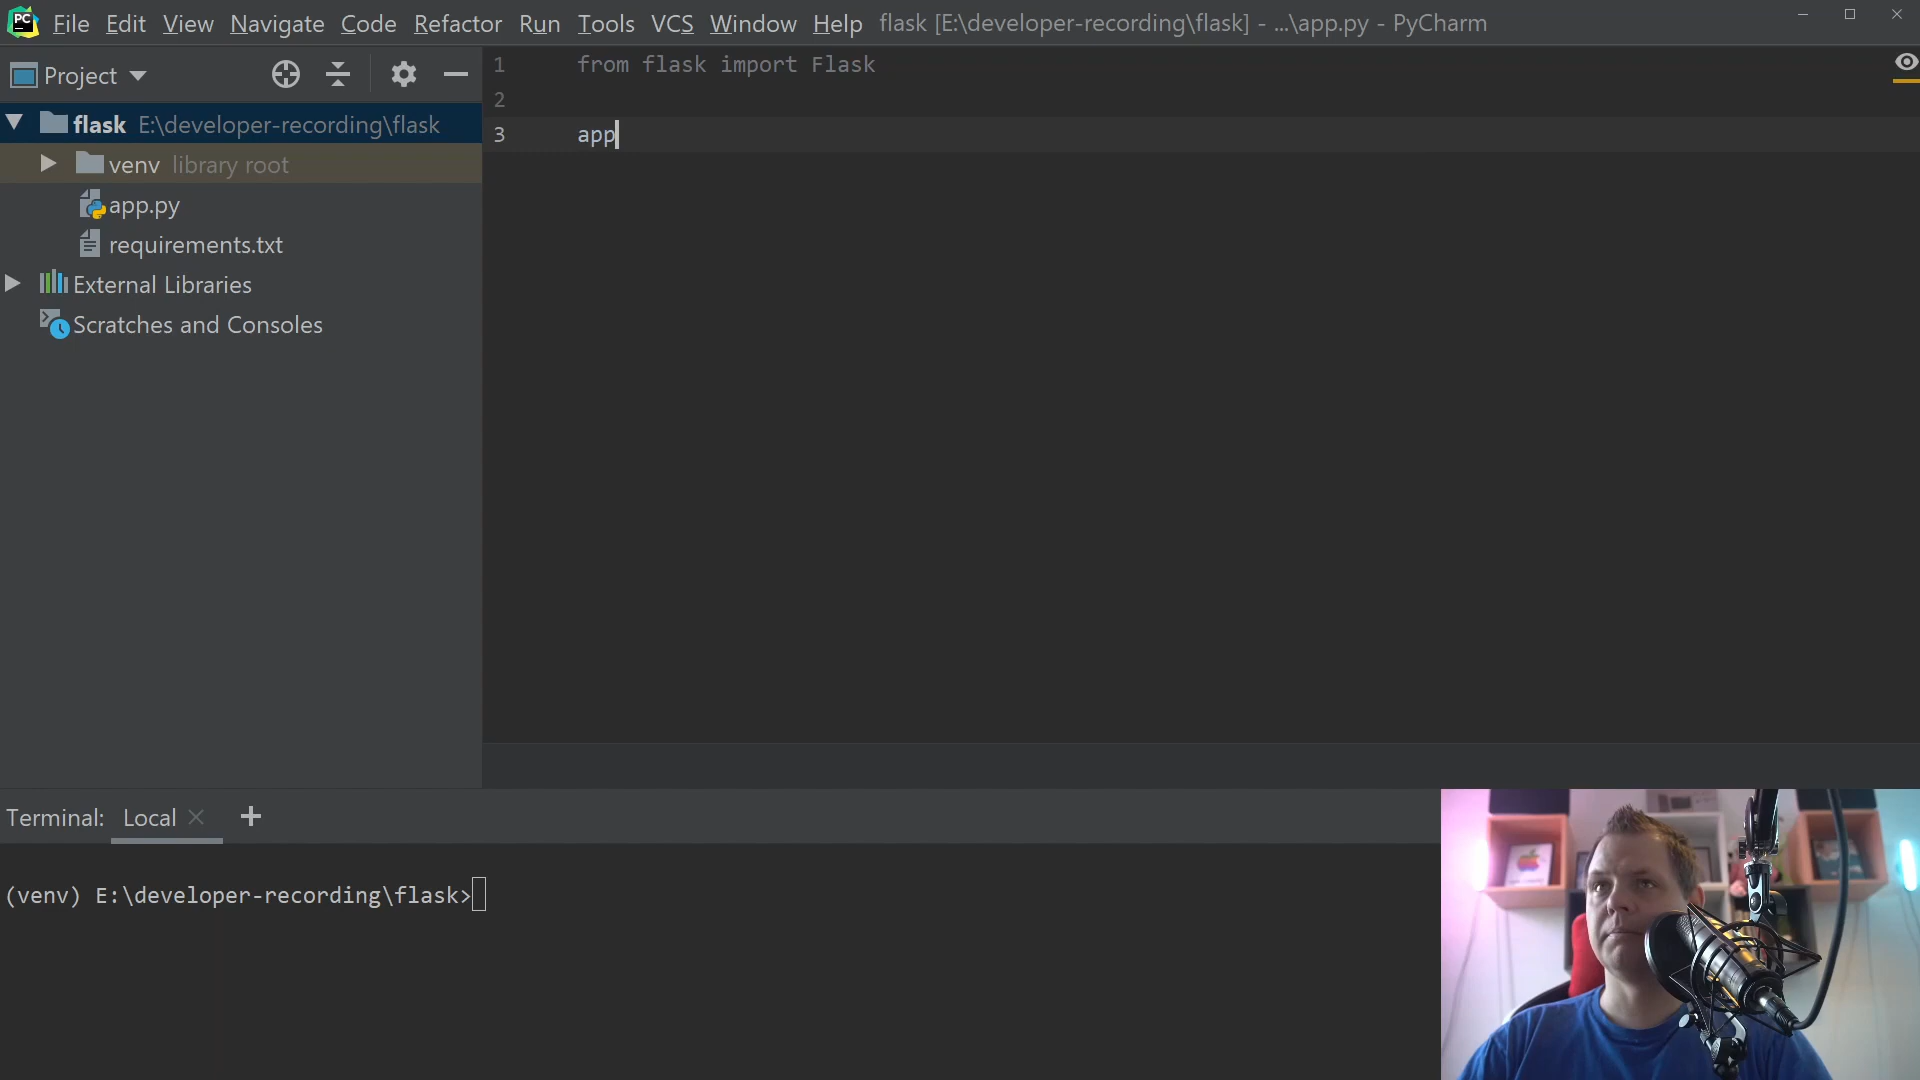 PC File Edit View Navigate Code Refactor Run Tools VCS Window Help flask [E:\developer-recording\flask] - ...\app.py - PyCharm
Project
flask E:\developer-recording\flask
venv library root
app.py
requirements.txt
External Libraries
Scratches and Consoles
1 from flask import Flask
2
3 app
Terminal: Local
(venv) E:\developer-recording\flask>